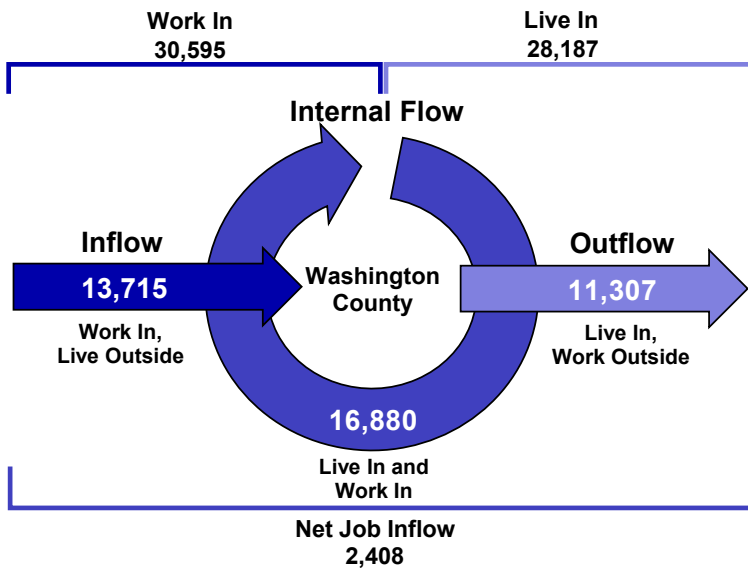 Work In
30,595
Live In
28,187
Internal Flow
Inflow
13,715
Work In,
Live Outside
Washington
County
Outflow
11,307
Live In,
Work Outside
16,880
Live In and
Work In
Net Job Inflow
2,408